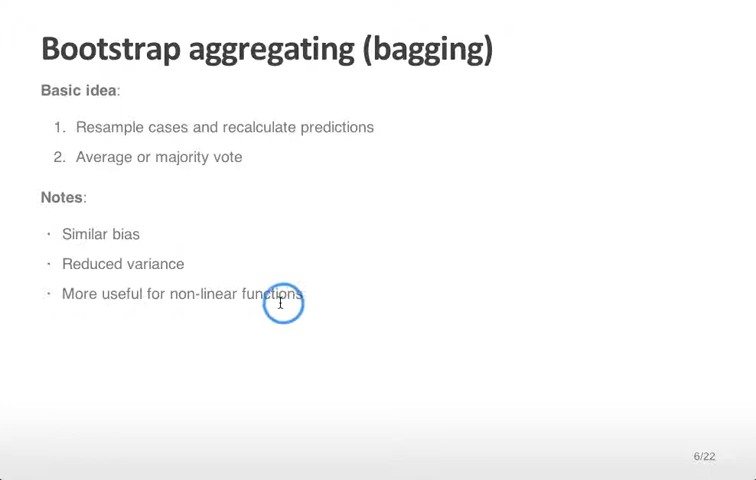 Bootstrap aggregating (bagging)
Basic idea:
1. Resample cases and recalculate predictions
2. Average or majority vote
Notes:
· Similar bias
· Reduced variance
· More useful for non-linear functions
6/22